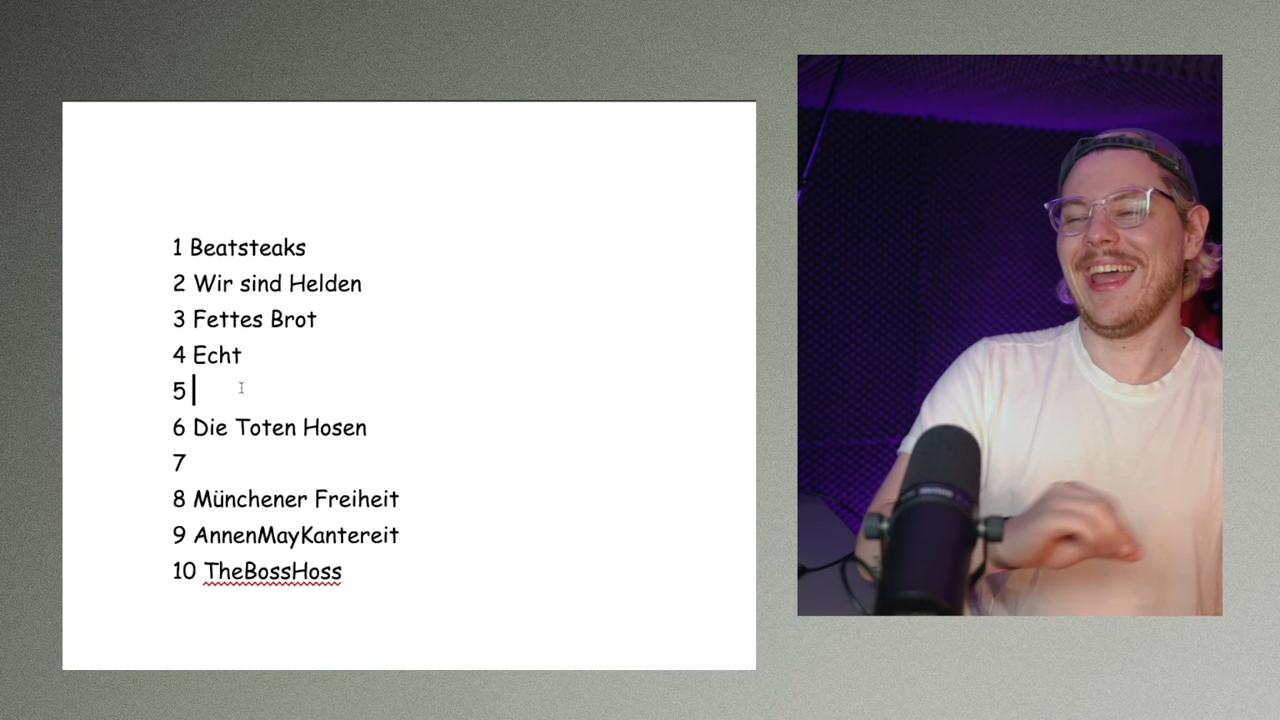 1 Beatsteaks
2 Wir sind Helden
3 Fettes Brot
4 Echt
5
6 Die Toten Hosen
7
8 Münchener Freiheit
9 AnnenMayKantereit
10 TheBossHoss